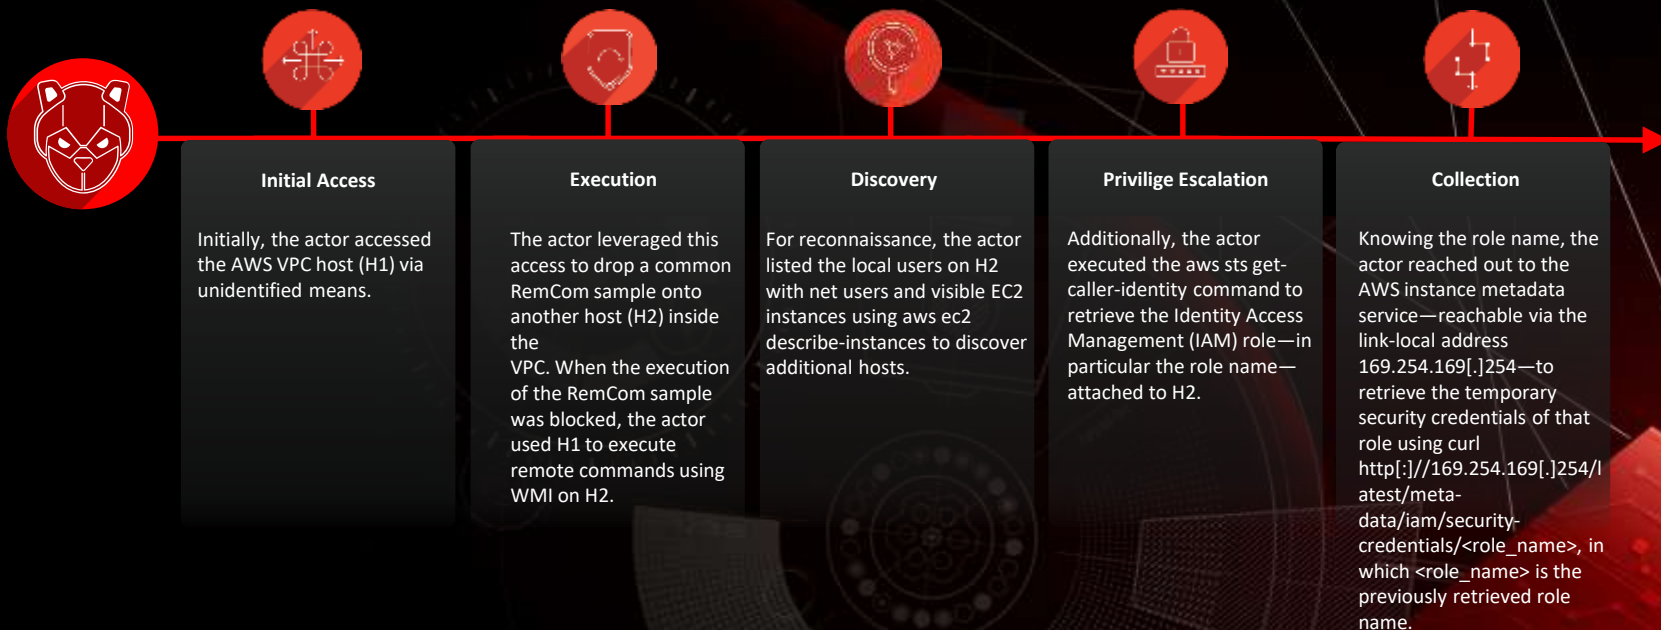 Initial Access
Initially, the actor accessed
the AWS VPC host (H1) via
unidentified means.
Execution
The actor leveraged this
access to drop a common
RemCom sample onto
another host (H2) inside
the
VPC. When the execution
of the RemCom sample
was blocked, the actor
used H1 to execute
remote commands using
WMI on H2.
Discovery
For reconnaissance, the actor
listed the local users on H2
with net users and visible EC2
instances using aws ec2
describe-instances to discover
additional hosts.
Privilige Escalation
Additionally, the actor
executed the aws sts get-
caller-identity command to
retrieve the Identity Access
Management (IAM) role—in
particular the role name—
attached to H2.
Collection
Knowing the role name, the
actor reached out to the
AWS instance metadata
service—reachable via the
link-local address
169.254.169[.]254—to
retrieve the temporary
security credentials of that
role using curl
http[:]//169.254.169[.]254/l
atest/meta-
data/iam/security-
credentials/<role_name>, in
which <role_name> is the
previously retrieved role
name.